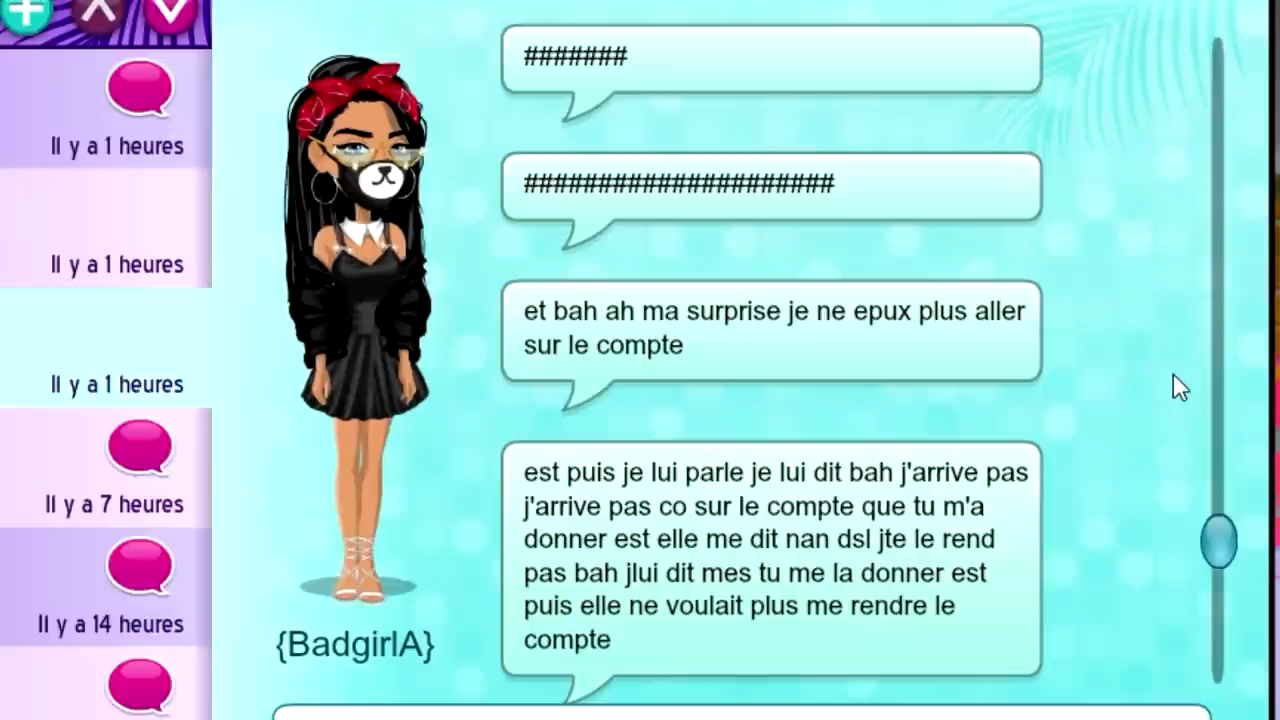 Il y a 1 heures
Il y a 1 heures
Il y a 1 heures
Il y a 7 heures
Il y a 14 heures
{BadgirlA}
#######
#####################
et bah ah ma surprise je ne epux plus aller
sur le compte
est puis je lui parle je lui dit bah j'arrive pas
j'arrive pas co sur le compte que tu m'a
donner est elle me dit nan dsl jte le rend
pas bah jlui dit mes tu me la donner est
puis elle ne voulait plus me rendre le
compte